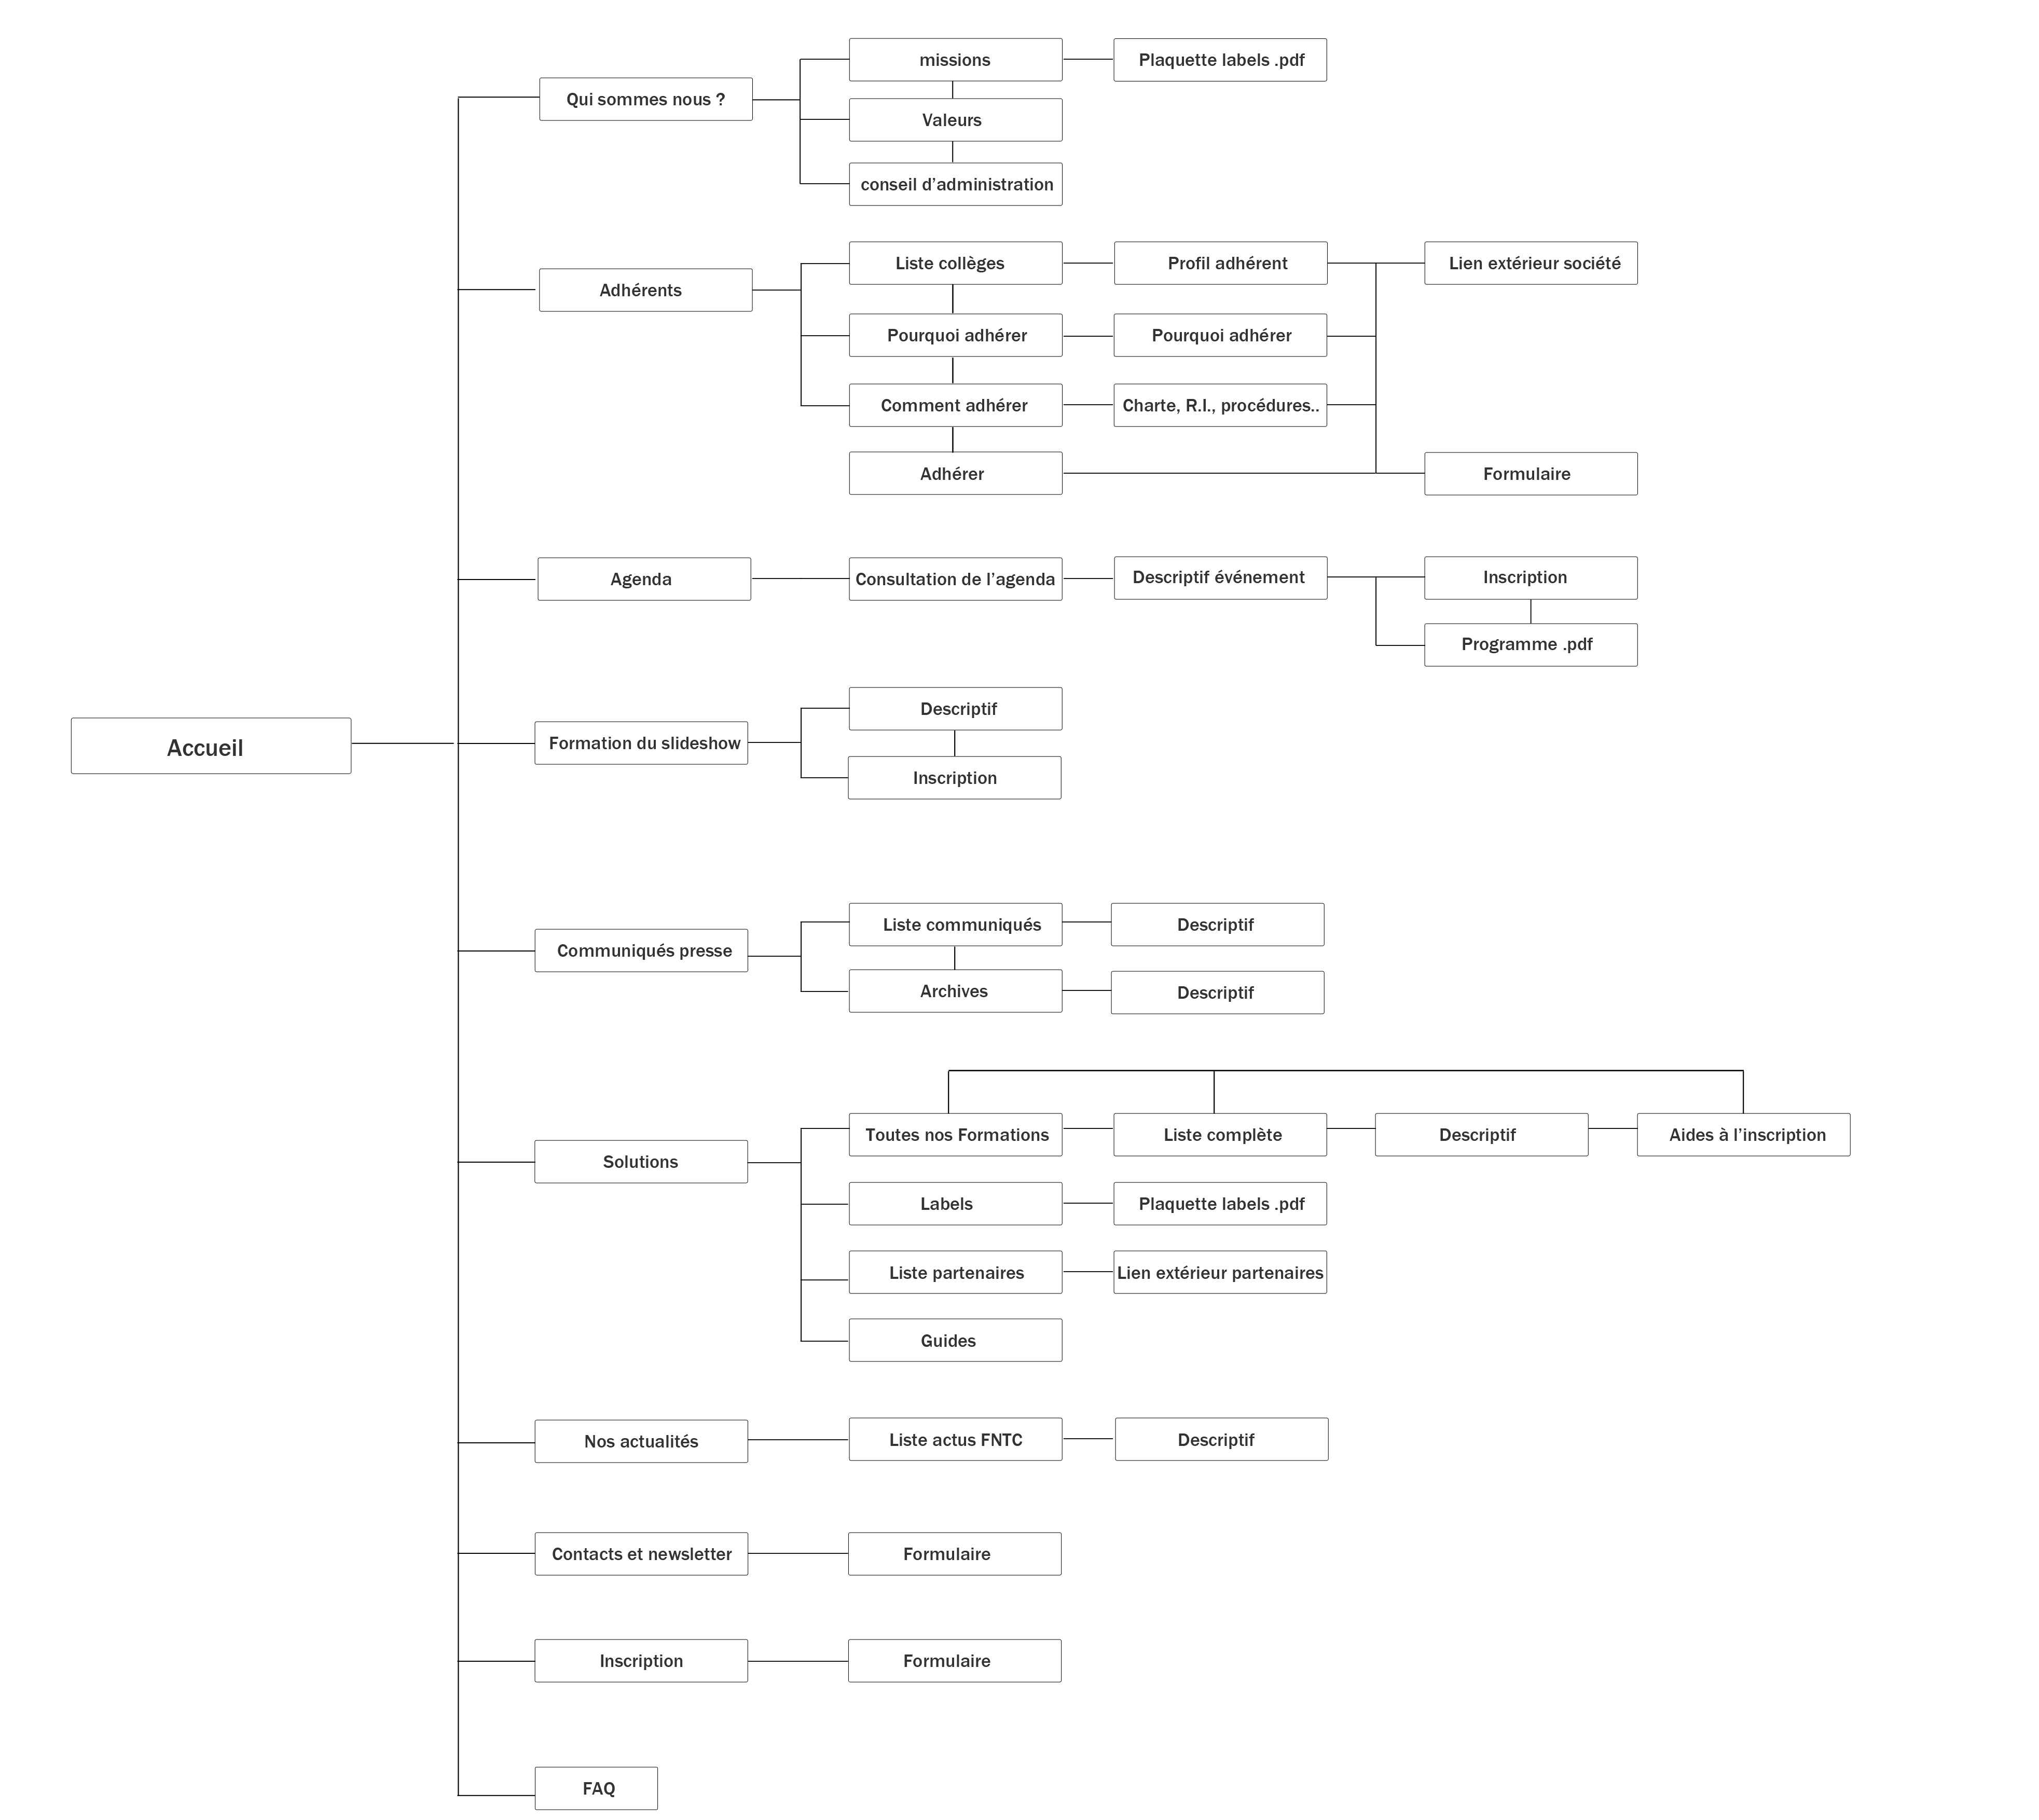 missions
Plaquette labels .pdf
Qui sommes nous ?
Valeurs
conseil d’administration
Liste collèges
Profil adhérent
Lien extérieur société
Adhérents
Pourquoi adhérer
Pourquoi adhérer
Comment adhérer
Charte, R.I., procédures..
Adhérer
Formulaire
Agenda
Consultation de l’agenda
Descriptif événement
Inscription
Programme .pdf
Descriptif
Accueil
Formation du slideshow
Inscription
Liste communiqués
Descriptif
Communiqués presse
Archives
Descriptif
Toutes nos Formations
Liste complète
Descriptif
Aides à l’inscription
Solutions
Labels
Plaquette labels .pdf
Liste partenaires
Lien extérieur partenaires
Guides
Nos actualités
Liste actus FNTC
Descriptif
Contacts et newsletter
Formulaire
Inscription
Formulaire
FAQ